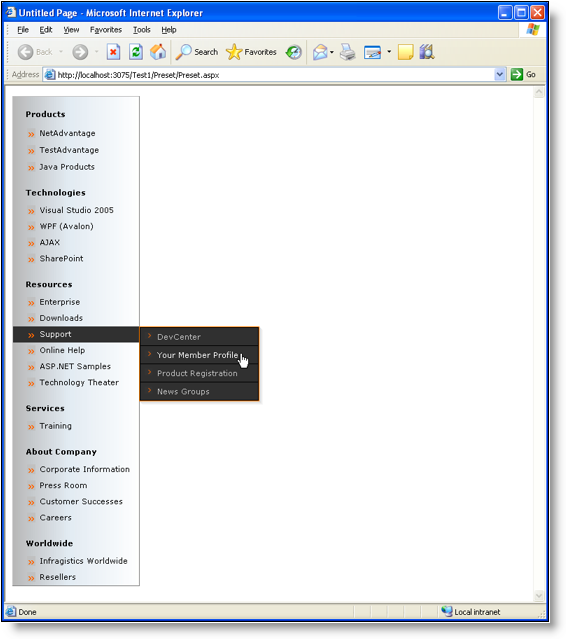 Untitled Page - Microsoft Internet Explorer
File Edit View Favorites Tools Help
Back Search Favorites
Address http://localhost:3075/Test1/Preset/Preset.aspx Go
Products
NetAdvantage
TestAdvantage
Java Products
Technologies
Visual Studio 2005
WPF (Avalon)
AJAX
SharePoint
Resources
Enterprise
Downloads
Support
DevCenter
Your Member Profile
Product Registration
News Groups
Online Help
ASP.NET Samples
Technology Theater
Services
Training
About Company
Corporate Information
Press Room
Customer Successes
Careers
Worldwide
Infragistics Worldwide
Resellers
Done Local intranet